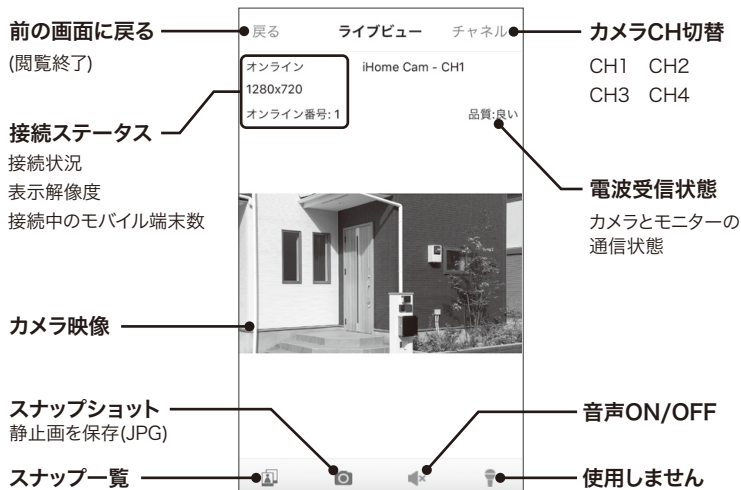 前の画面に戻る
(閲覧終了)
接続ステータス
接続状況
表示解像度
接続中のモバイル端末数
カメラ映像
スナップショット
静止画を保存(JPG)
スナップ一覧
戻る ライブビュー チャネル
オンライン iHome Cam - CH1
1280x720
オンライン番号: 1 品質:良い
カメラCH切替
CH1 CH2
CH3 CH4
電波受信状態
カメラとモニターの
通信状態
音声ON/OFF
使用しません